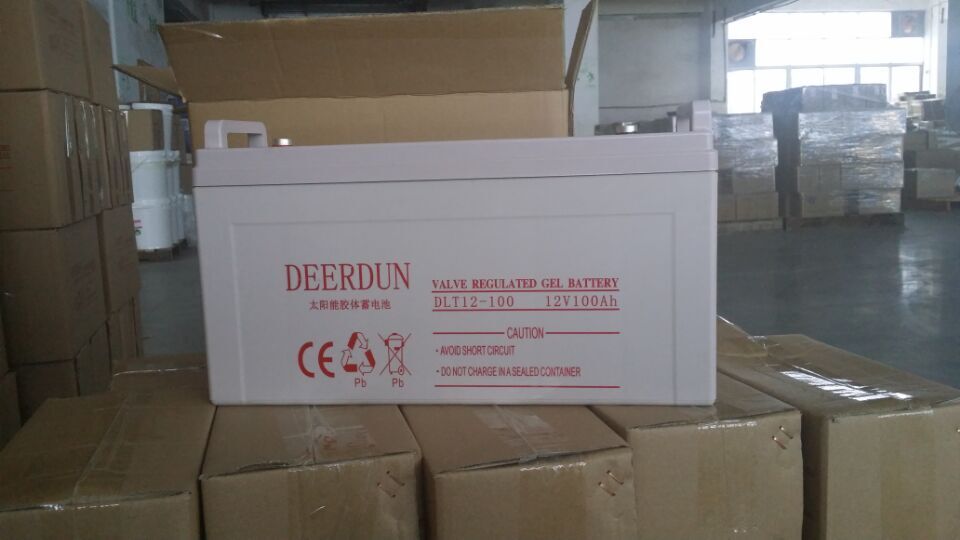 DEERDUN
太阳能胶体蓄电池
CE
Pb
Pb
VALVE REGULATED GEL BATTERY
DLT12-100 12V100Ah
CAUTION
· AVOID SHORT CIRCUIT
· DO NOT CHARGE IN A SEALED CONTAINER